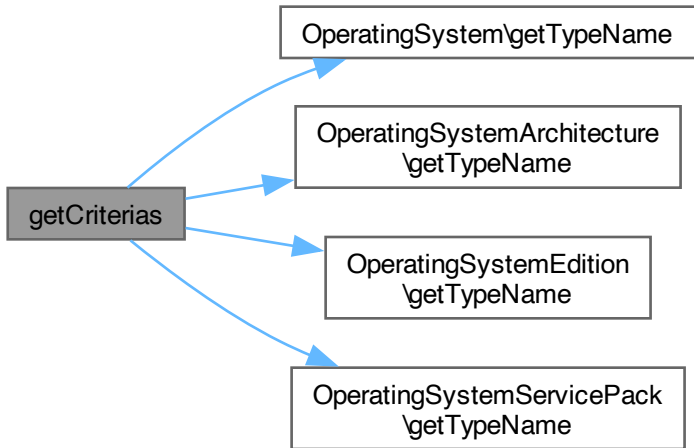 OperatingSystem\getTypeName
OperatingSystemArchitecture
\getTypeName
getCriterias
OperatingSystemEdition
\getTypeName
OperatingSystemServicePack
\getTypeName